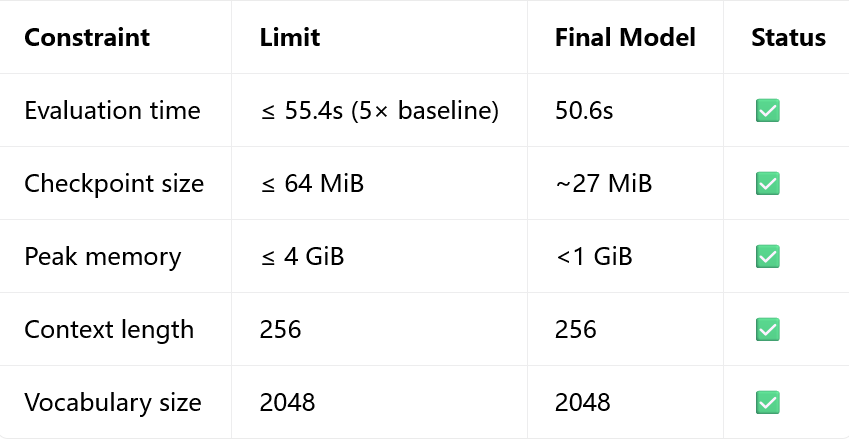 Constraint Limit Final Model Status
Evaluation time ≤ 55.4s (5× baseline) 50.6s ✅
Checkpoint size ≤ 64 MiB ~27 MiB ✅
Peak memory ≤ 4 GiB <1 GiB ✅
Context length 256 256 ✅
Vocabulary size 2048 2048 ✅